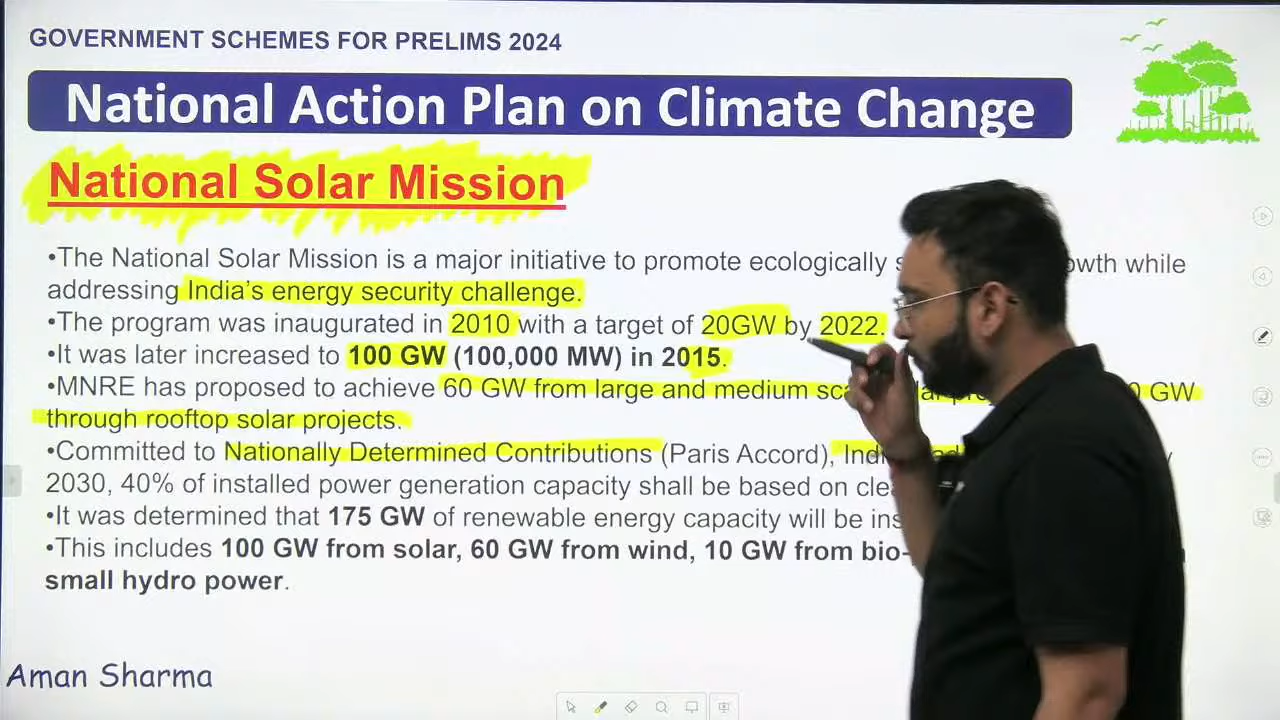 GOVERNMENT SCHEMES FOR PRELIMS 2024
National Action Plan on Climate Change
National Solar Mission
•The National Solar Mission is a major initiative to promote ecologically while
addressing India's energy security challenge.
•The program was inaugurated in 2010 with a target of 20GW by 2022.
•It was later increased to 100 GW (100,000 MW) in 2015.
•MNRE has proposed to achieve 60 GW from large and medium GW
through rooftop solar projects.
•Committed to Nationally Determined Contributions (Paris Accord),
2030, 40% of installed power generation capacity shall be based on
•It was determined that 175 GW of renewable energy capacity will be
•This includes 100 GW from solar, 60 GW from wind, 10 GW from
small hydro power.
Aman Sharma